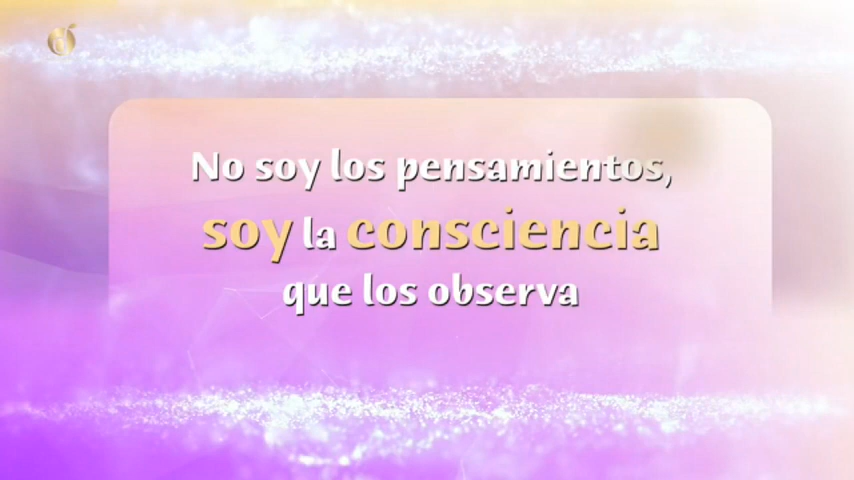 No soy los pensamientos,
soy la consciencia
que los observa